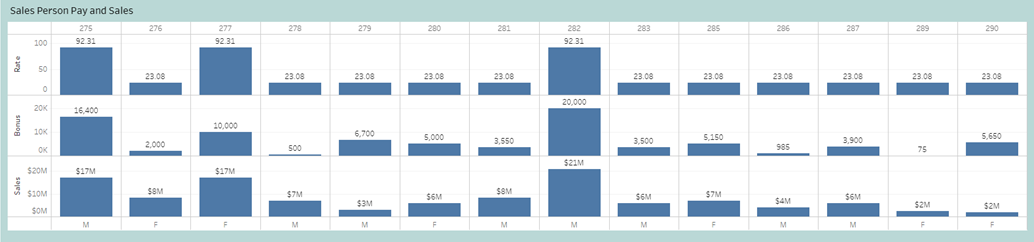 Sales Person Pay and Sales
275 276 277 278 279 280 281 282 283 285 286 287 289 290
Rate
100
50
0
92.31 23.08 92.31 23.08 23.08 23.08 23.08 92.31 23.08 23.08 23.08 23.08 23.08 23.08
Bonus
20K
10K
0K
16,400 2,000 10,000 500 6,700 5,000 3,550 20,000 3,500 5,150 985 3,900 75 5,650
Sales
$20M
$10M
$0M
$17M $8M $17M $7M $3M $6M $8M $21M $6M $7M $4M $6M $2M $2M
M F F M M F M M M F M M F F